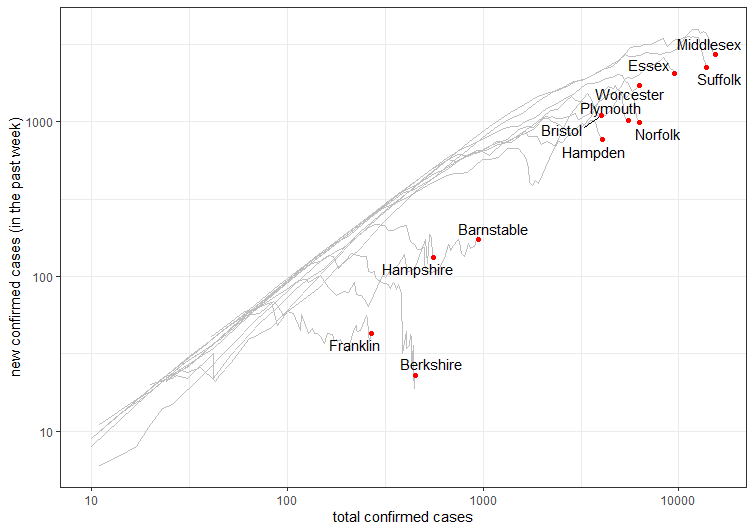 Middlesex
Essex
Suffolk
Worcester
Plymouth
Bristol
Norfolk
Hampden
Barnstable
Hampshire
Franklin
Berkshire
1000
100
10
new confirmed cases (in the past week)
10
100
1000
10000
total confirmed cases